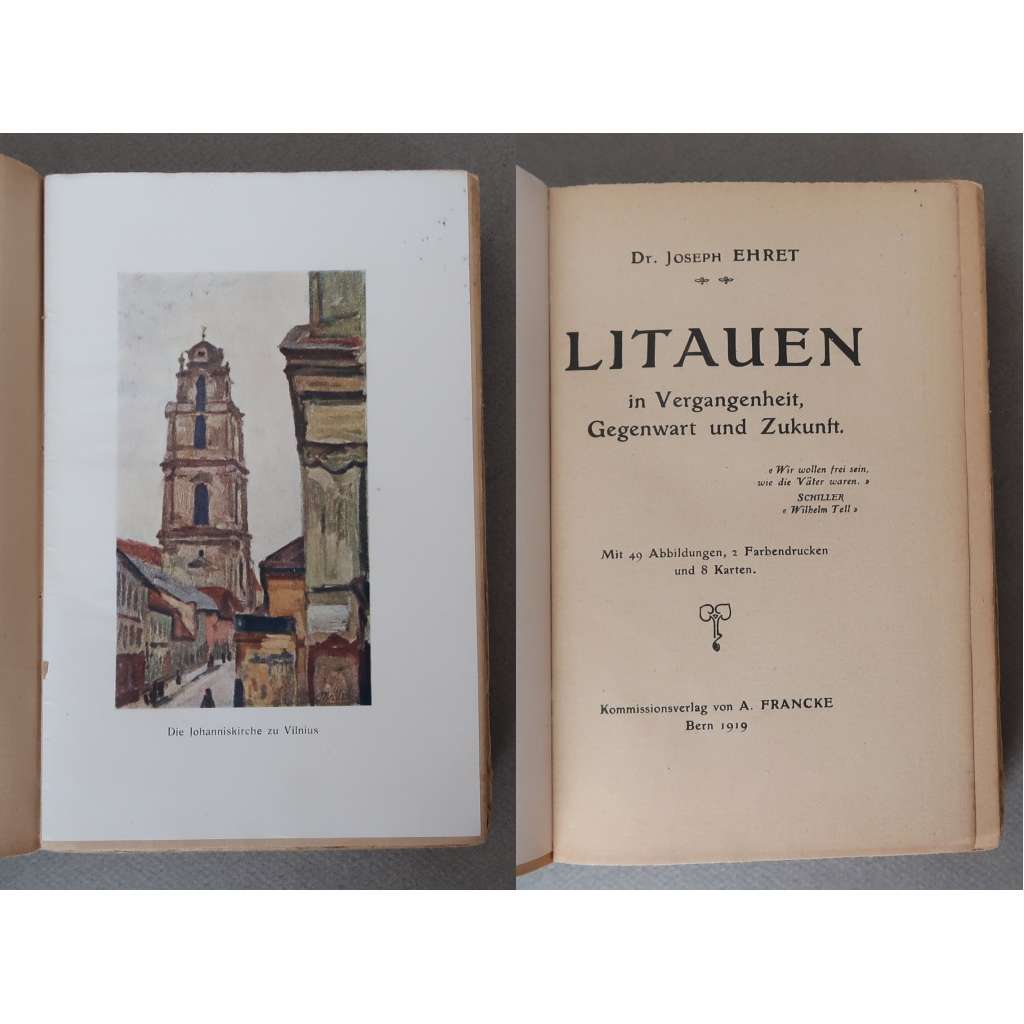 Die Johanniskirche zu Vilnius
Dr. Joseph EHRET
LITAUEN
in Vergangenheit,
Gegenwart und Zukunft.
« Wir wollen frei sein,
wie die Väter waren. »
SCHILLER
« Wilhelm Tell »
Mit 49 Abbildungen, 2 Farbendrucken
und 8 Karten.
Kommissionsverlag von A. FRANCKE
Bern 1919